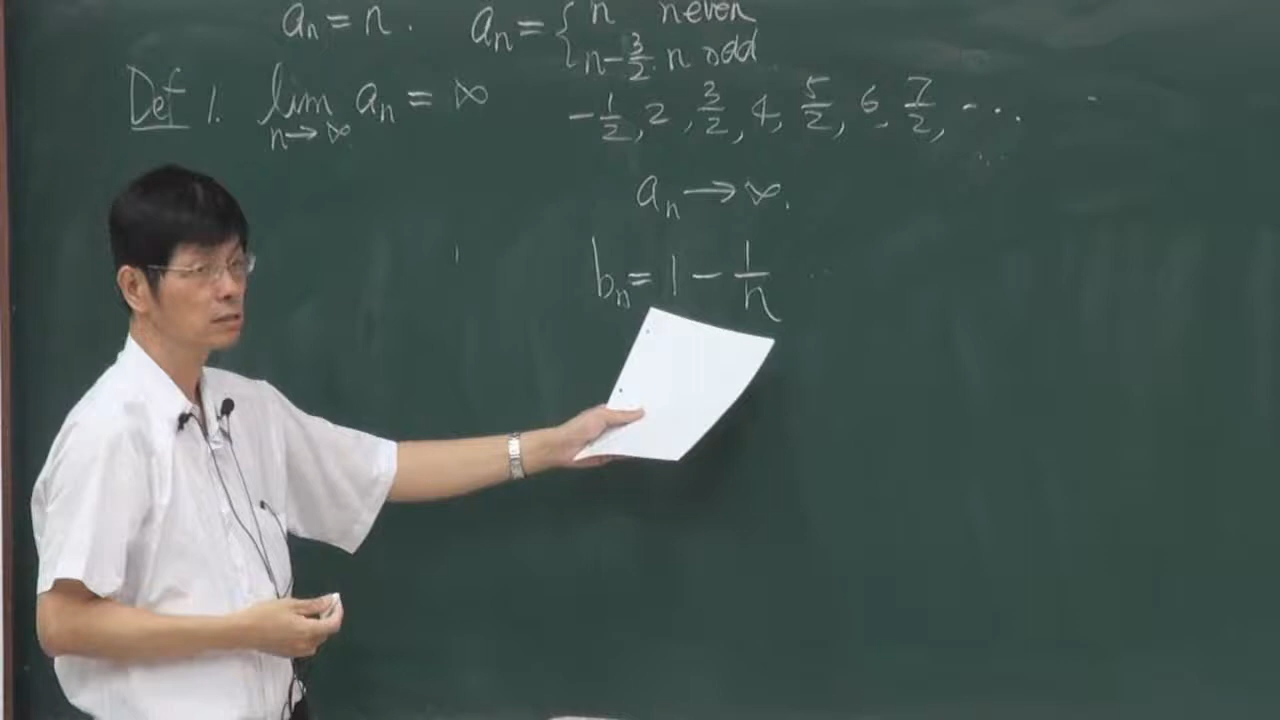 aₙ = n. aₙ = { n n even
n - 3/2. n odd
Def 1. lim_{n→∞} aₙ = ∞
-1/2, 2, 3/2, 4, 5/2, 6, 7/2, ...
aₙ → ∞.
bₙ = 1 - 1/n